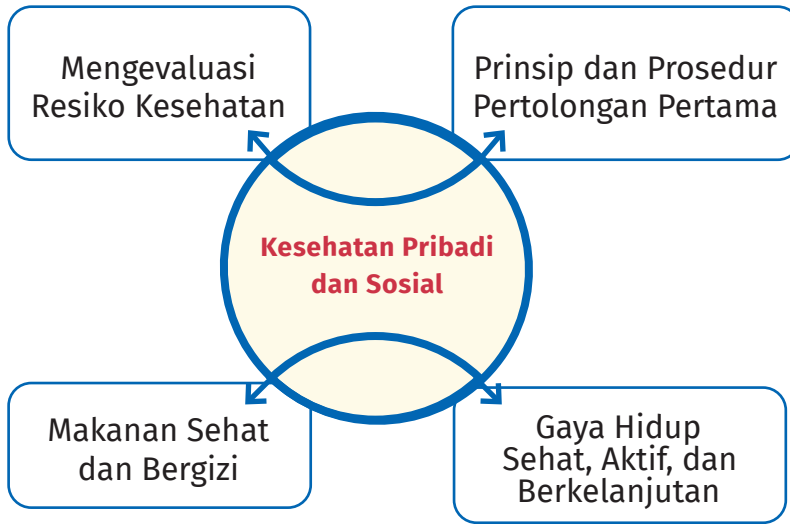 Mengevaluasi
Resiko Kesehatan
Prinsip dan Prosedur
Pertolongan Pertama
Kesehatan Pribadi
dan Sosial
Makanan Sehat
dan Bergizi
Gaya Hidup
Sehat, Aktif, dan
Berkelanjutan